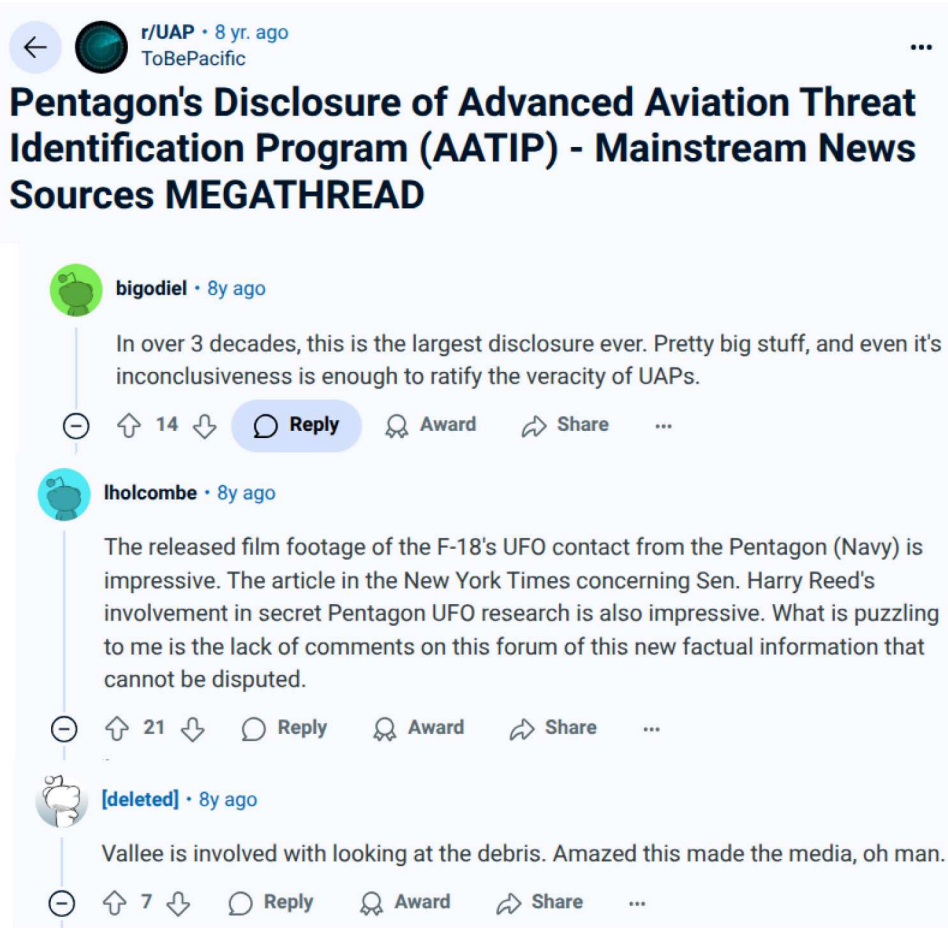 r/UAP • 8 yr. ago
ToBePacific
Pentagon's Disclosure of Advanced Aviation Threat
Identification Program (AATIP) - Mainstream News
Sources MEGATHREAD
bigodiel • 8y ago
In over 3 decades, this is the largest disclosure ever. Pretty big stuff, and even it's
inconclusiveness is enough to ratify the veracity of UAPs.
14 Reply Award Share ...
lholcombe • 8y ago
The released film footage of the F-18's UFO contact from the Pentagon (Navy) is
impressive. The article in the New York Times concerning Sen. Harry Reed's
involvement in secret Pentagon UFO research is also impressive. What is puzzling
to me is the lack of comments on this forum of this new factual information that
cannot be disputed.
21 Reply Award Share ...
[deleted] • 8y ago
Vallee is involved with looking at the debris. Amazed this made the media, oh man.
7 Reply Award Share ...